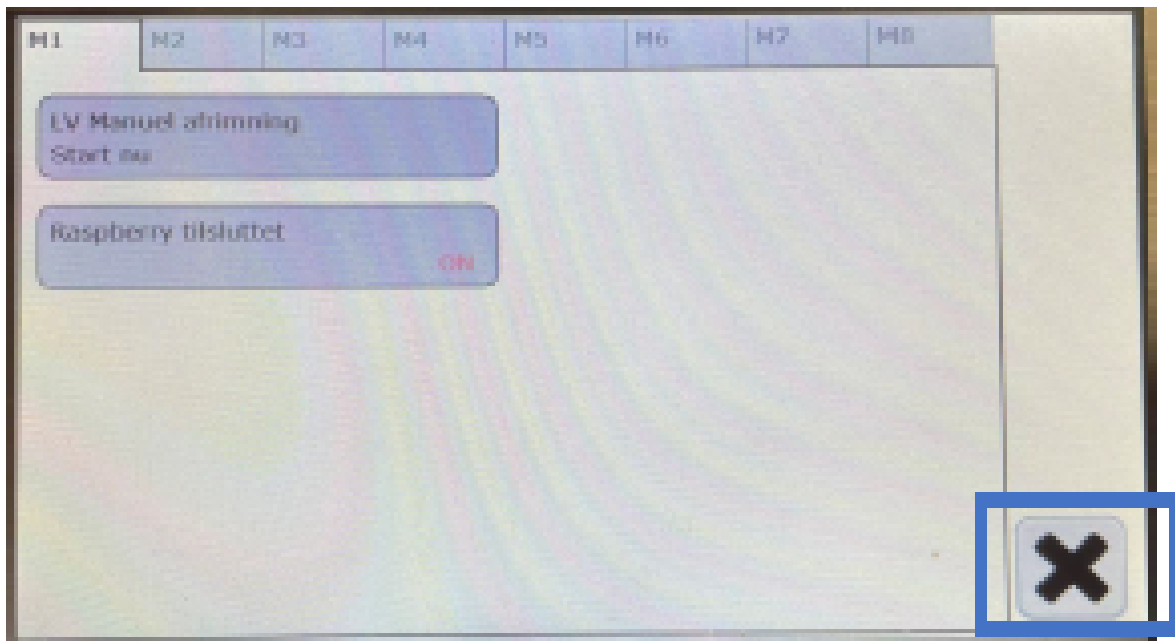 M1 M2 M3 M4 M5 M6 M7 M8
LV Manuel afrimning
Start nu
Raspberry tilsluttet
ON